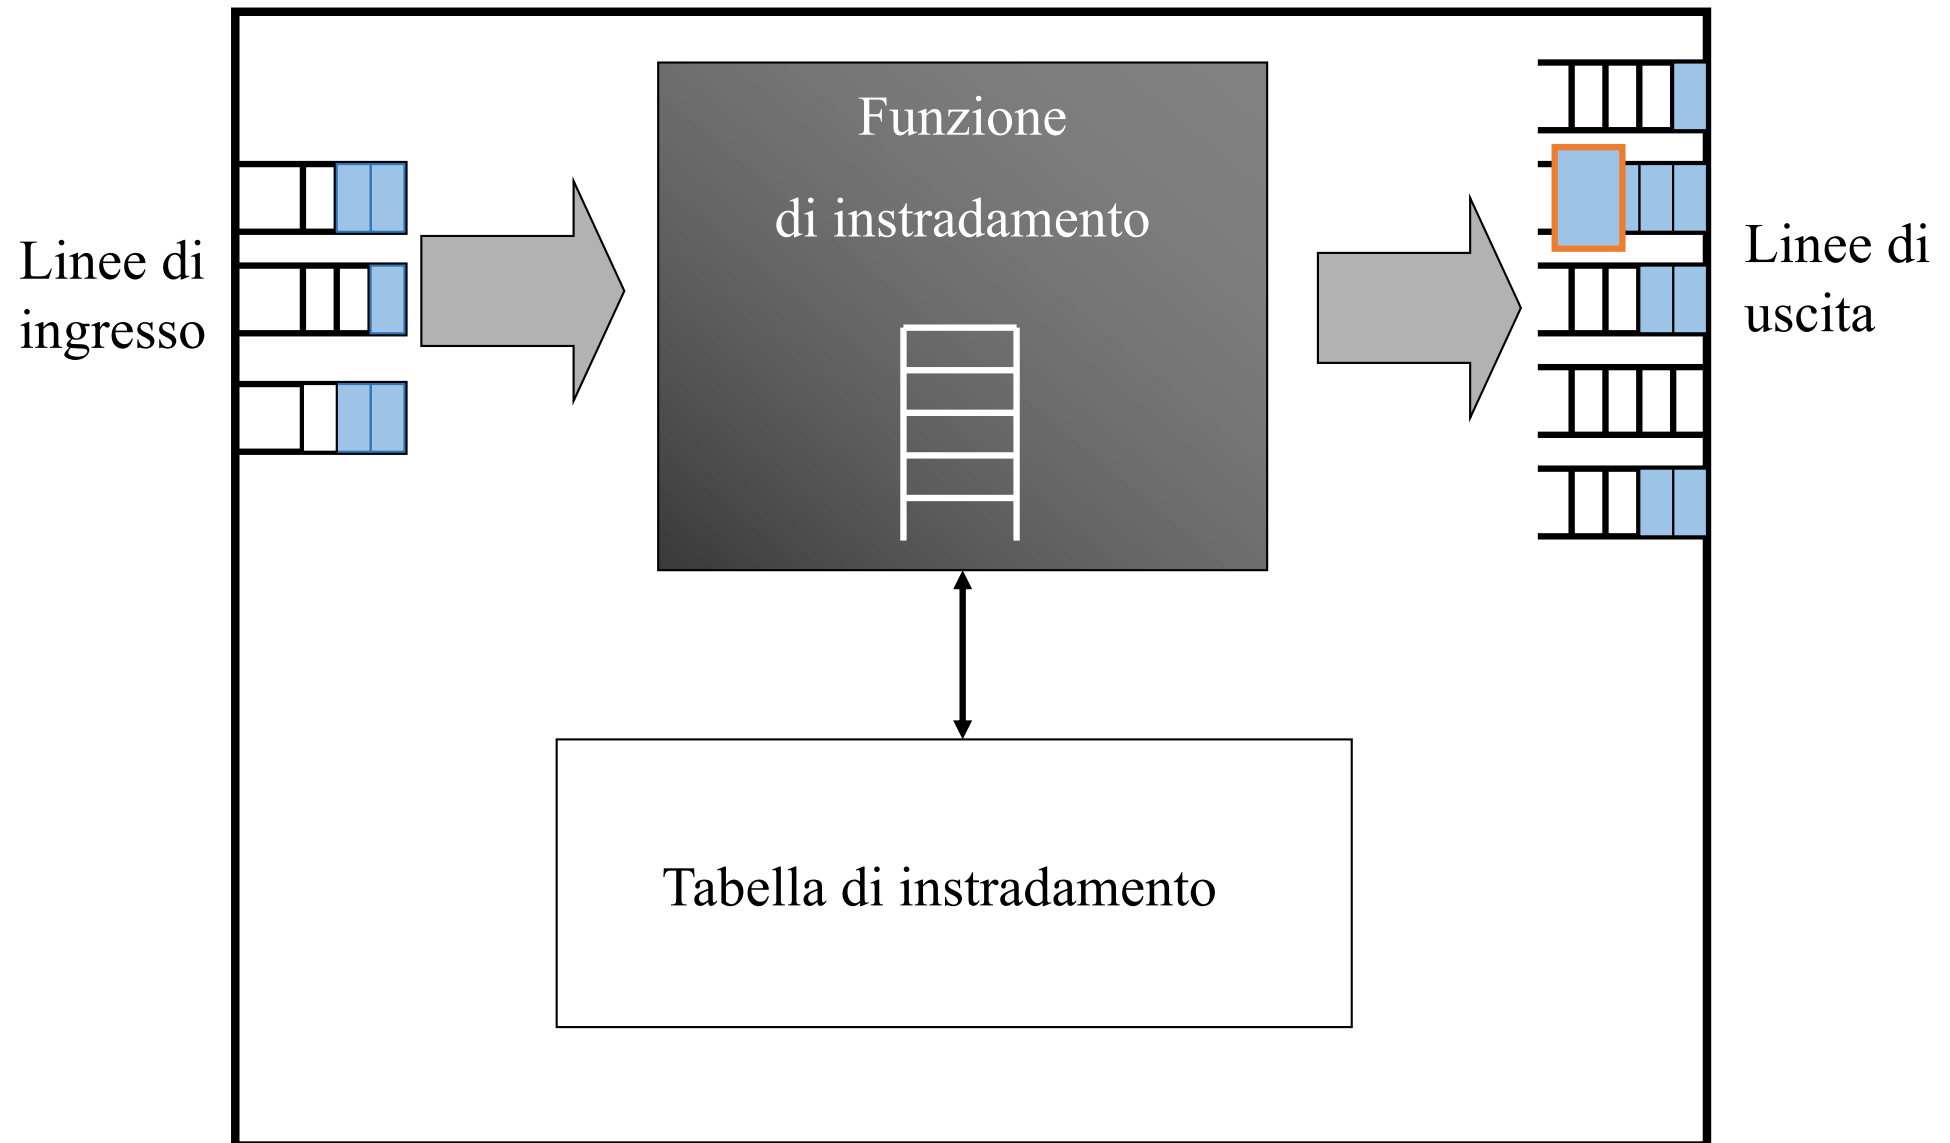 Funzione
di instradamento
Linee di
ingresso
Linee di
uscita
Tabella di instradamento